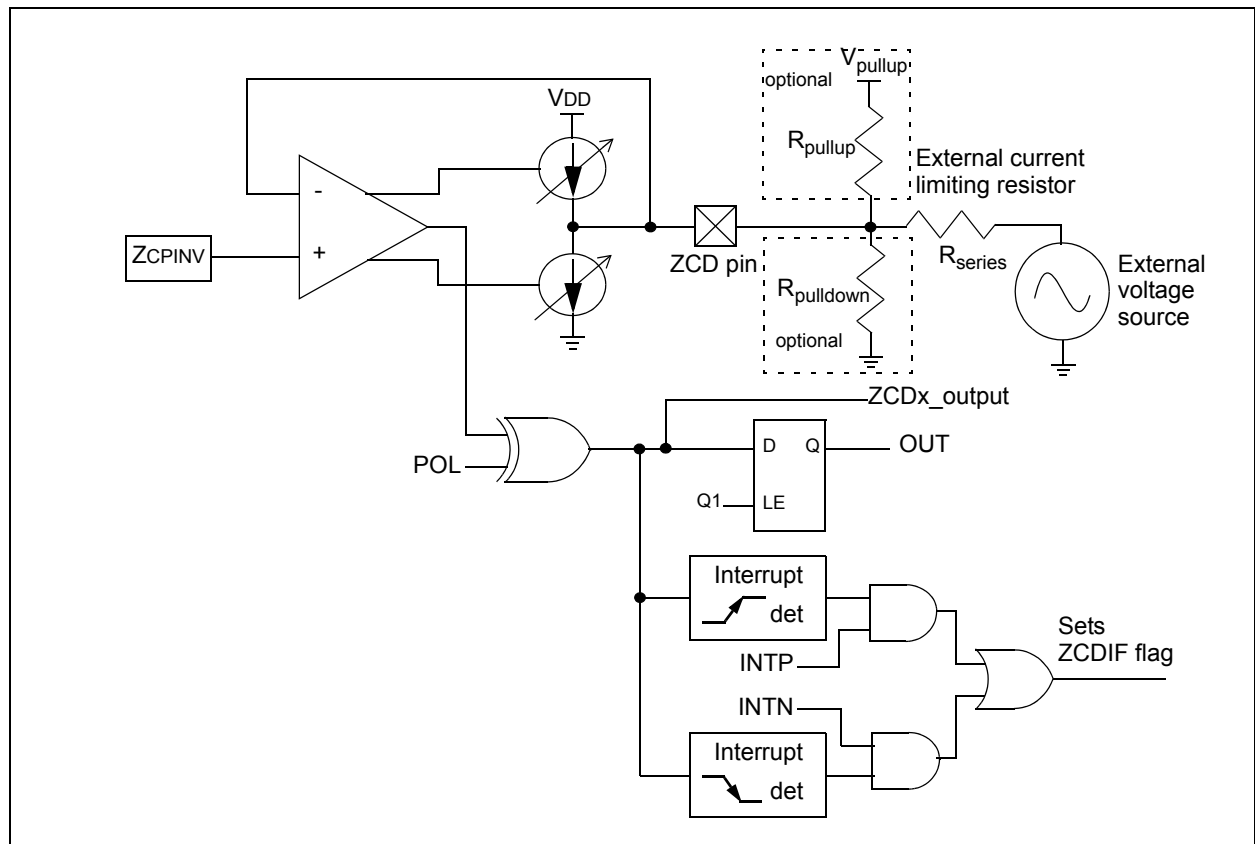 Vpullup
optional
VDD
Rpullup
External current
limiting resistor
-
ZCPINV
+
ZCD pin
Rseries
Rpulldown
External
voltage
source
optional
ZCDx_output
D
Q
OUT
POL
Q1
LE
Interrupt
det
INTP
Sets
ZCDIF flag
INTN
Interrupt
det